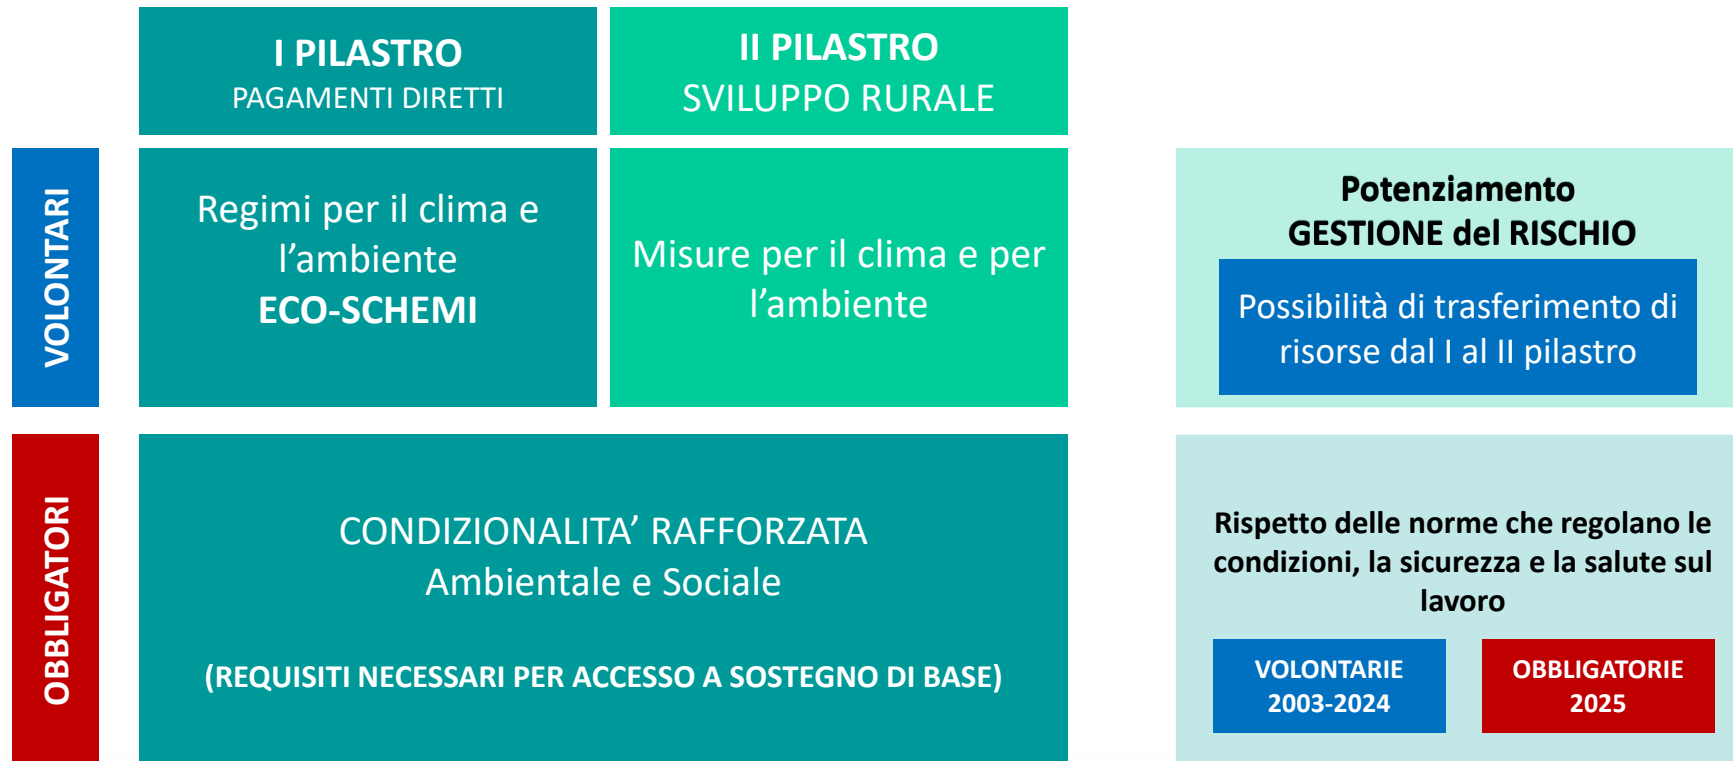 I PILASTRO
PAGAMENTI DIRETTI
II PILASTRO
SVILUPPO RURALE
VOLONTARI
Regimi per il clima e
l’ambiente
ECO-SCHEMI
Misure per il clima e per
l’ambiente
Potenziamento
GESTIONE del RISCHIO
Possibilità di trasferimento di
risorse dal I al II pilastro
OBBLIGATORI
CONDIZIONALITA’ RAFFORZATA
Ambientale e Sociale
(REQUISITI NECESSARI PER ACCESSO A SOSTEGNO DI BASE)
Rispetto delle norme che regolano le
condizioni, la sicurezza e la salute sul
lavoro
VOLONTARIE
2003-2024
OBBLIGATORIE
2025